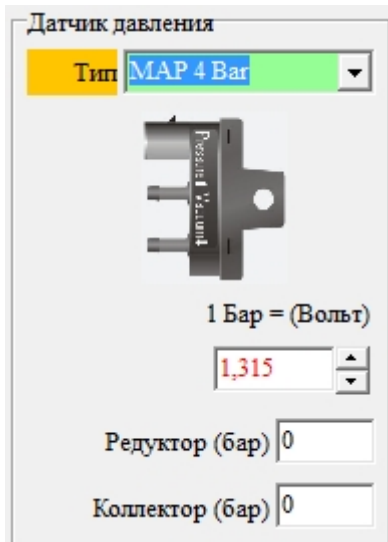 Датчик давления
Тип MAP 4 Bar
Pressure Vacuum
1 Бар = (Вольт)
1,315
Редуктор (бар) 0
Коллектор (бар) 0